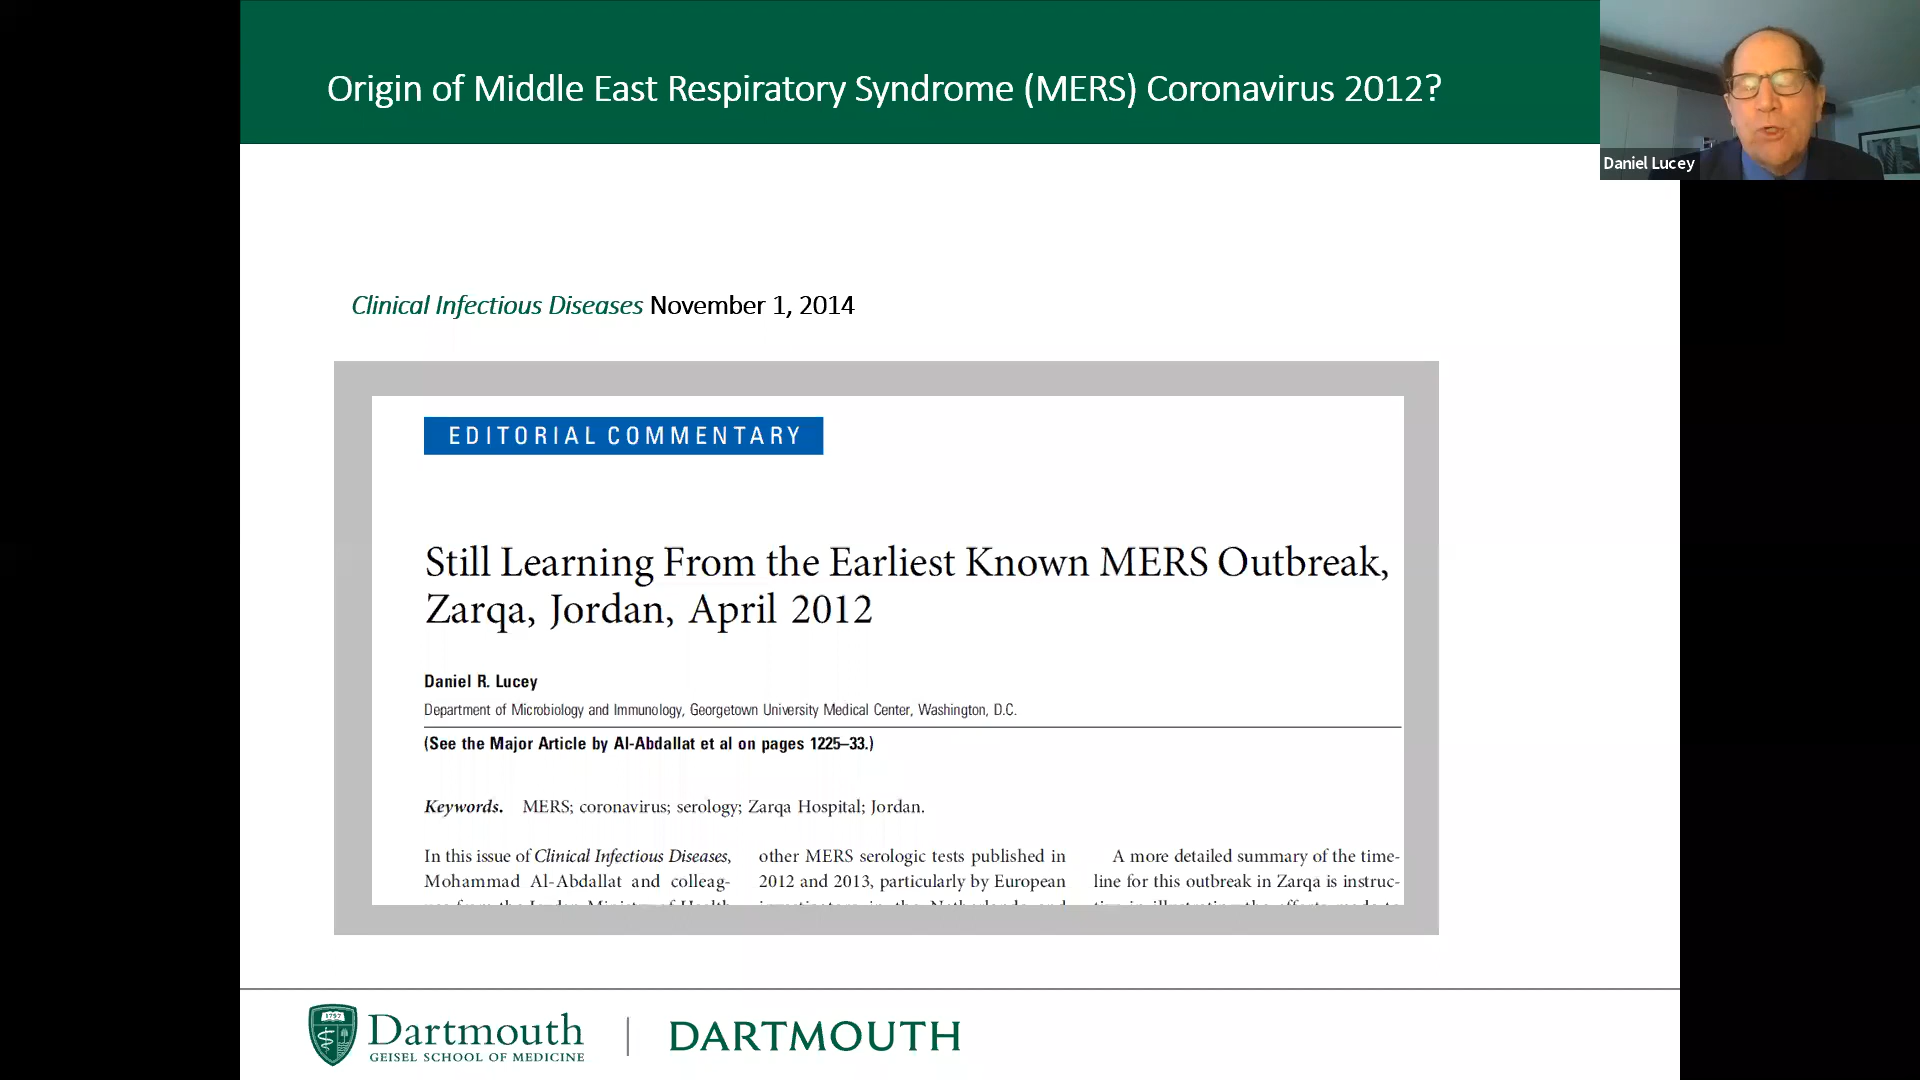 Origin of Middle East Respiratory Syndrome (MERS) Coronavirus 2012?
Daniel Lucey
Clinical Infectious Diseases November 1, 2014
EDITORIAL COMMENTARY
Still Learning From the Earliest Known MERS Outbreak,
Zarqa, Jordan, April 2012
Daniel R. Lucey
Department of Microbiology and Immunology, Georgetown University Medical Center, Washington, D.C.
(See the Major Article by Al-Abdallat et al on pages 1225–33.)
Keywords. MERS; coronavirus; serology; Zarqa Hospital; Jordan.
In this issue of Clinical Infectious Diseases,
Mohammad Al-Abdallat and colleag-
other MERS serologic tests published in
2012 and 2013, particularly by European
A more detailed summary of the time-
line for this outbreak in Zarqa is instruc-
1797
Dartmouth
GEISEL SCHOOL OF MEDICINE
DARTMOUTH